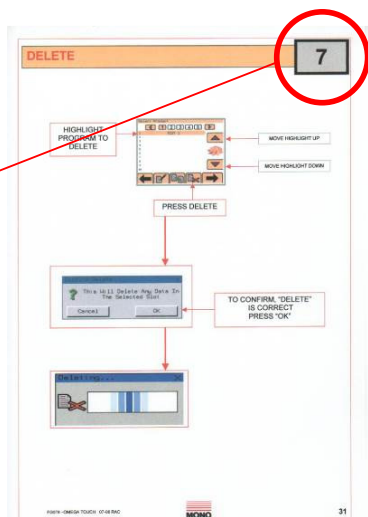 DELETE
7
HIGHLIGHT
PROGRAM TO
DELETE
MOVE HIGHLIGHT UP
MOVE HIGHLIGHT DOWN
PRESS DELETE
This Will Delete Any Data In
The Selected Slot
Cancel
OK
TO CONFIRM, "DELETE"
IS CORRECT
PRESS "OK"
Deleting...
MONO
31